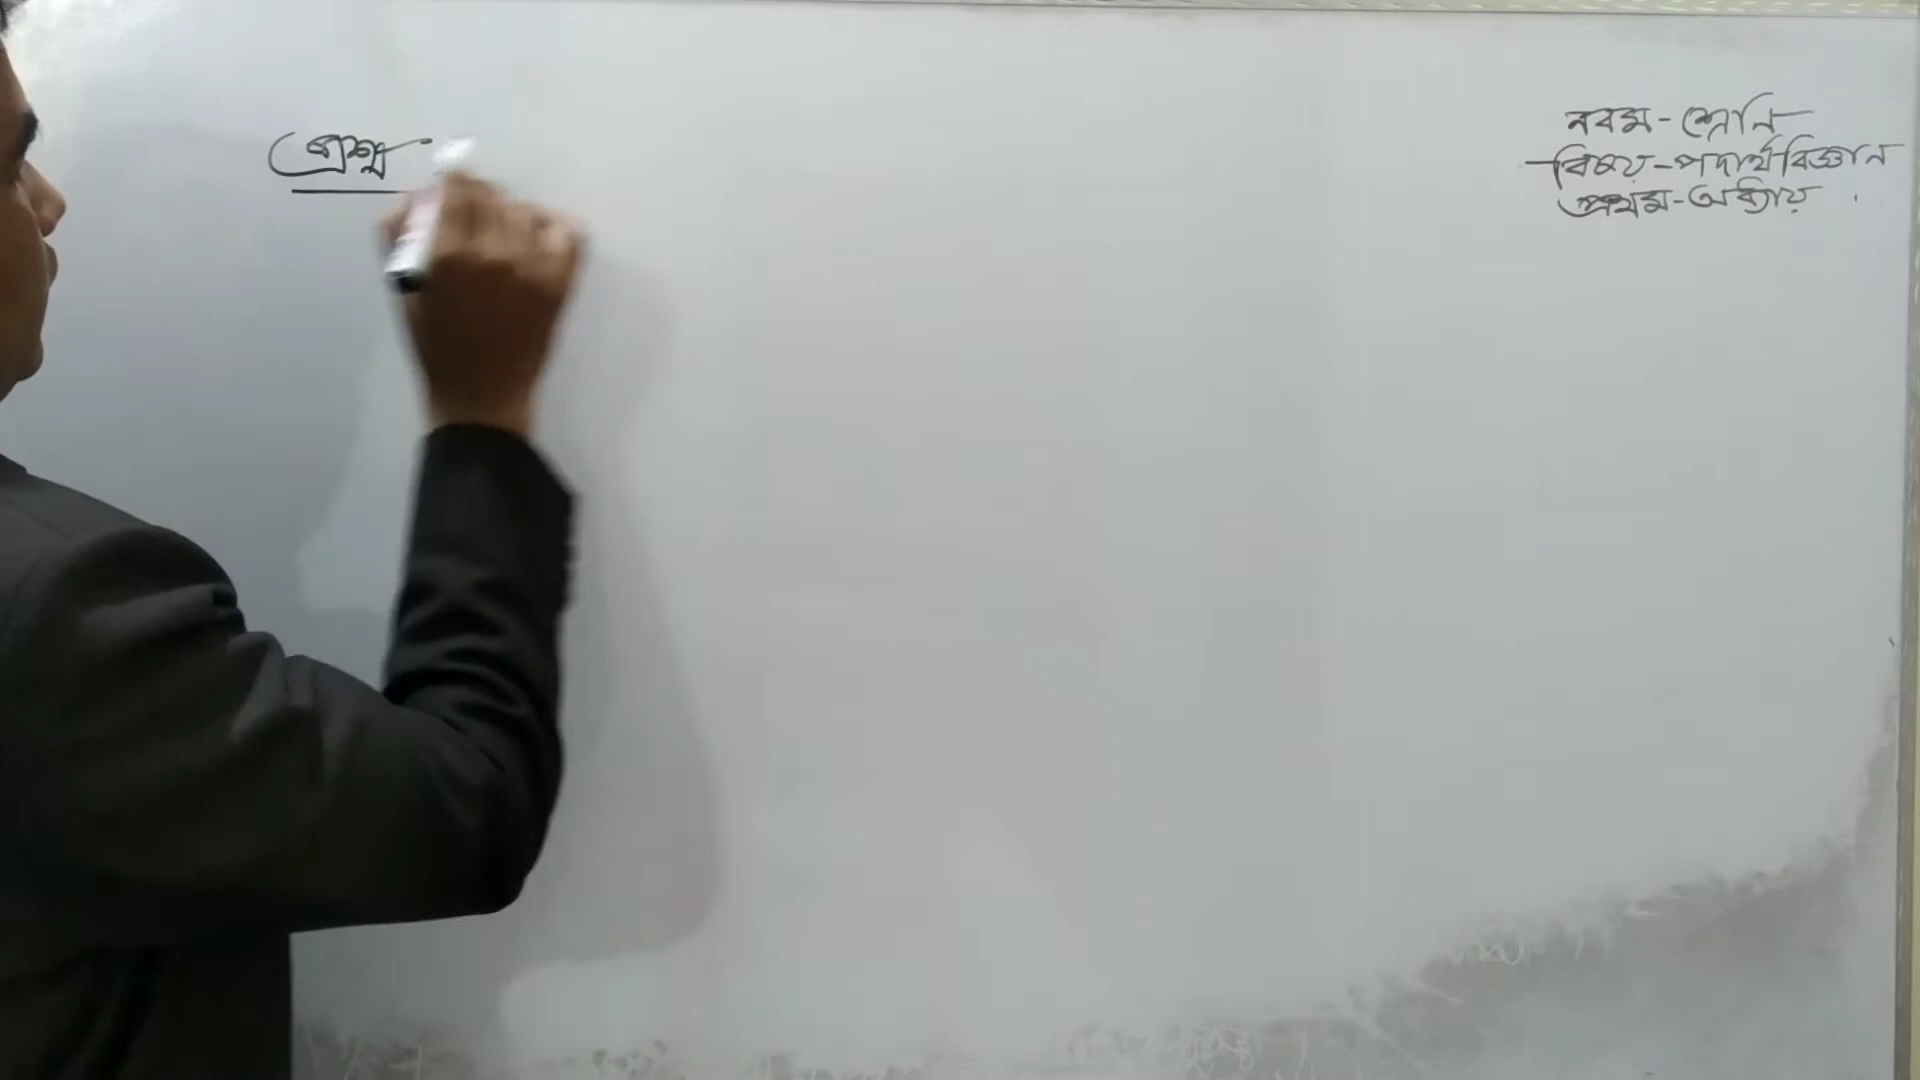 প্রশ্ন
নবম - শ্রেনি
বিষয় - পদার্থবিজ্ঞান
প্রথম - অধ্যায়